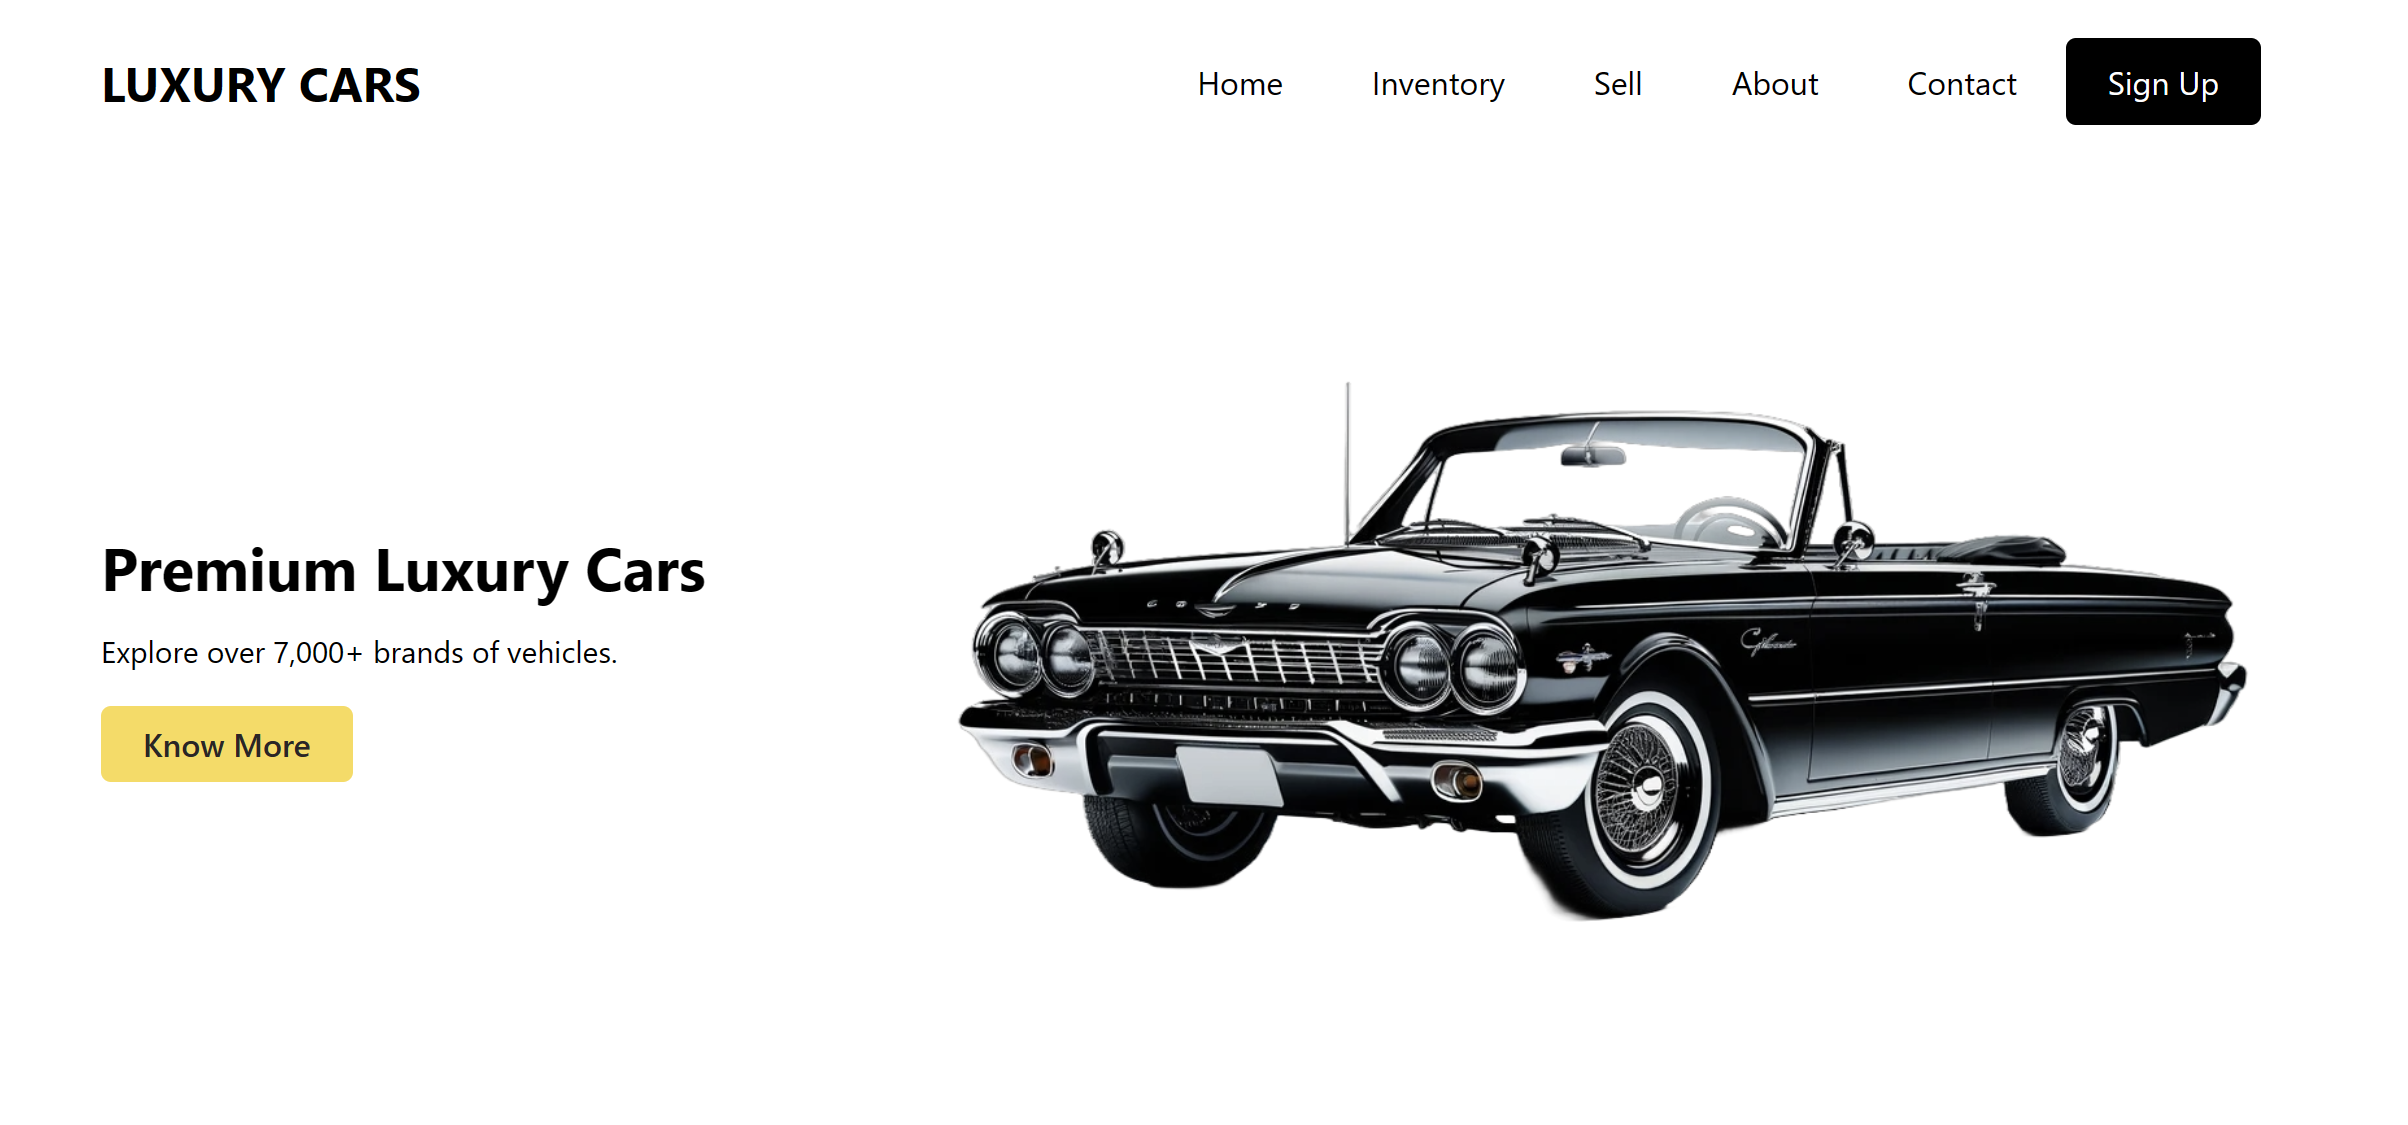 LUXURY CARS
Home Inventory Sell About Contact Sign Up
Premium Luxury Cars
Explore over 7,000+ brands of vehicles.
Know More